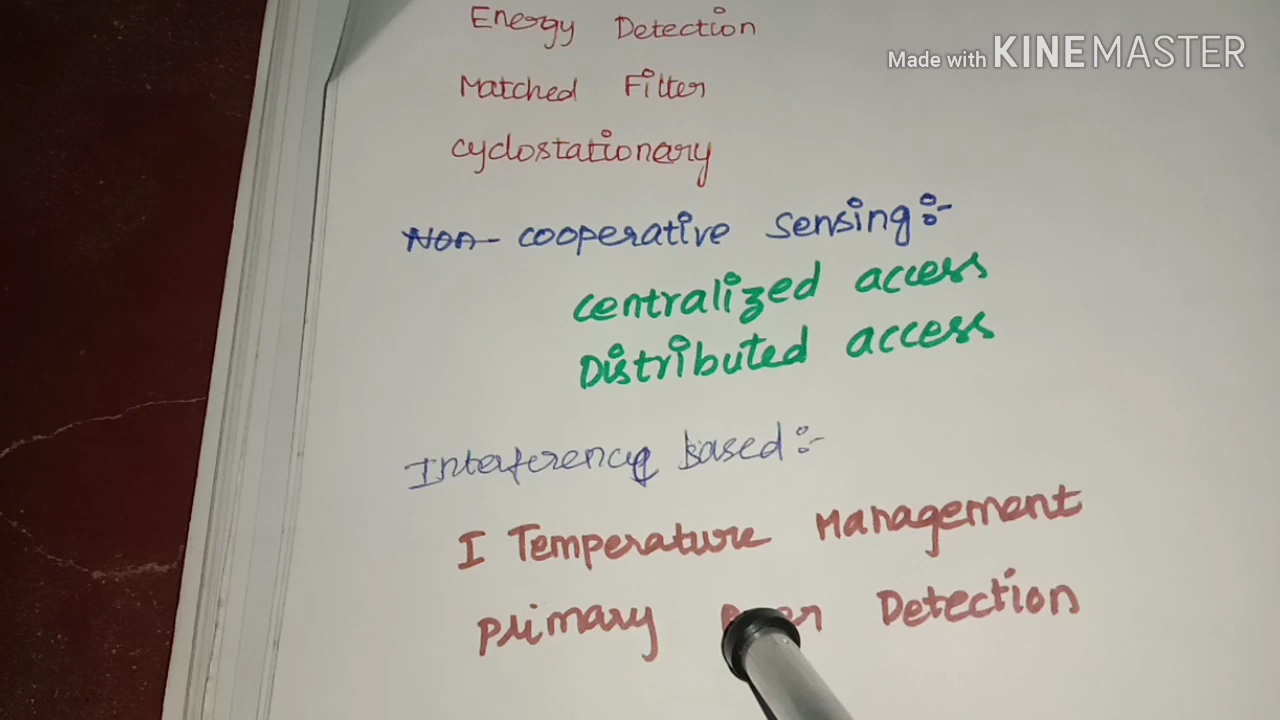 Energy Detection
Made with KINEMASTER
Matched Filter
cyclostationary
Non- cooperative sensing:-
centralized access
Distributed access
Interferency based:-
I Temperature Management
Primary Detection